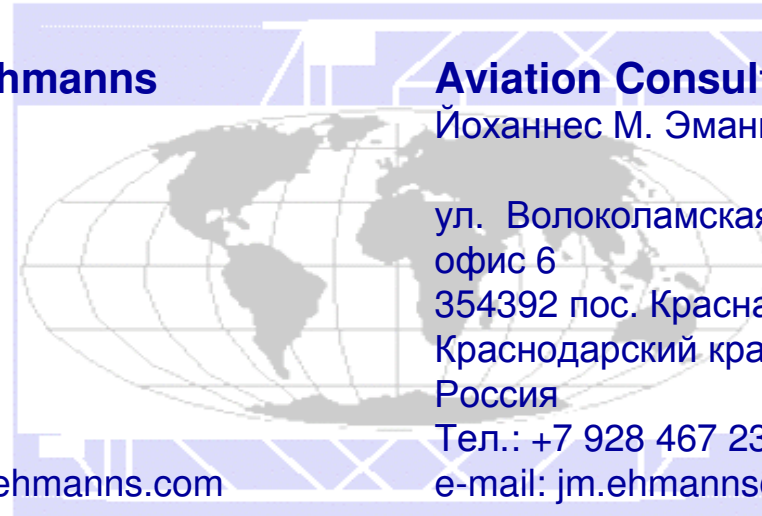 hmanns
Aviation Consul
Йоханнес М. Эман
ул. Волоколамская
офис 6
354392 пос. Красна
Краснодарский кра
Россия
Тел.: +7 928 467 23
ehmanns.com
e-mail: jm.ehmanns